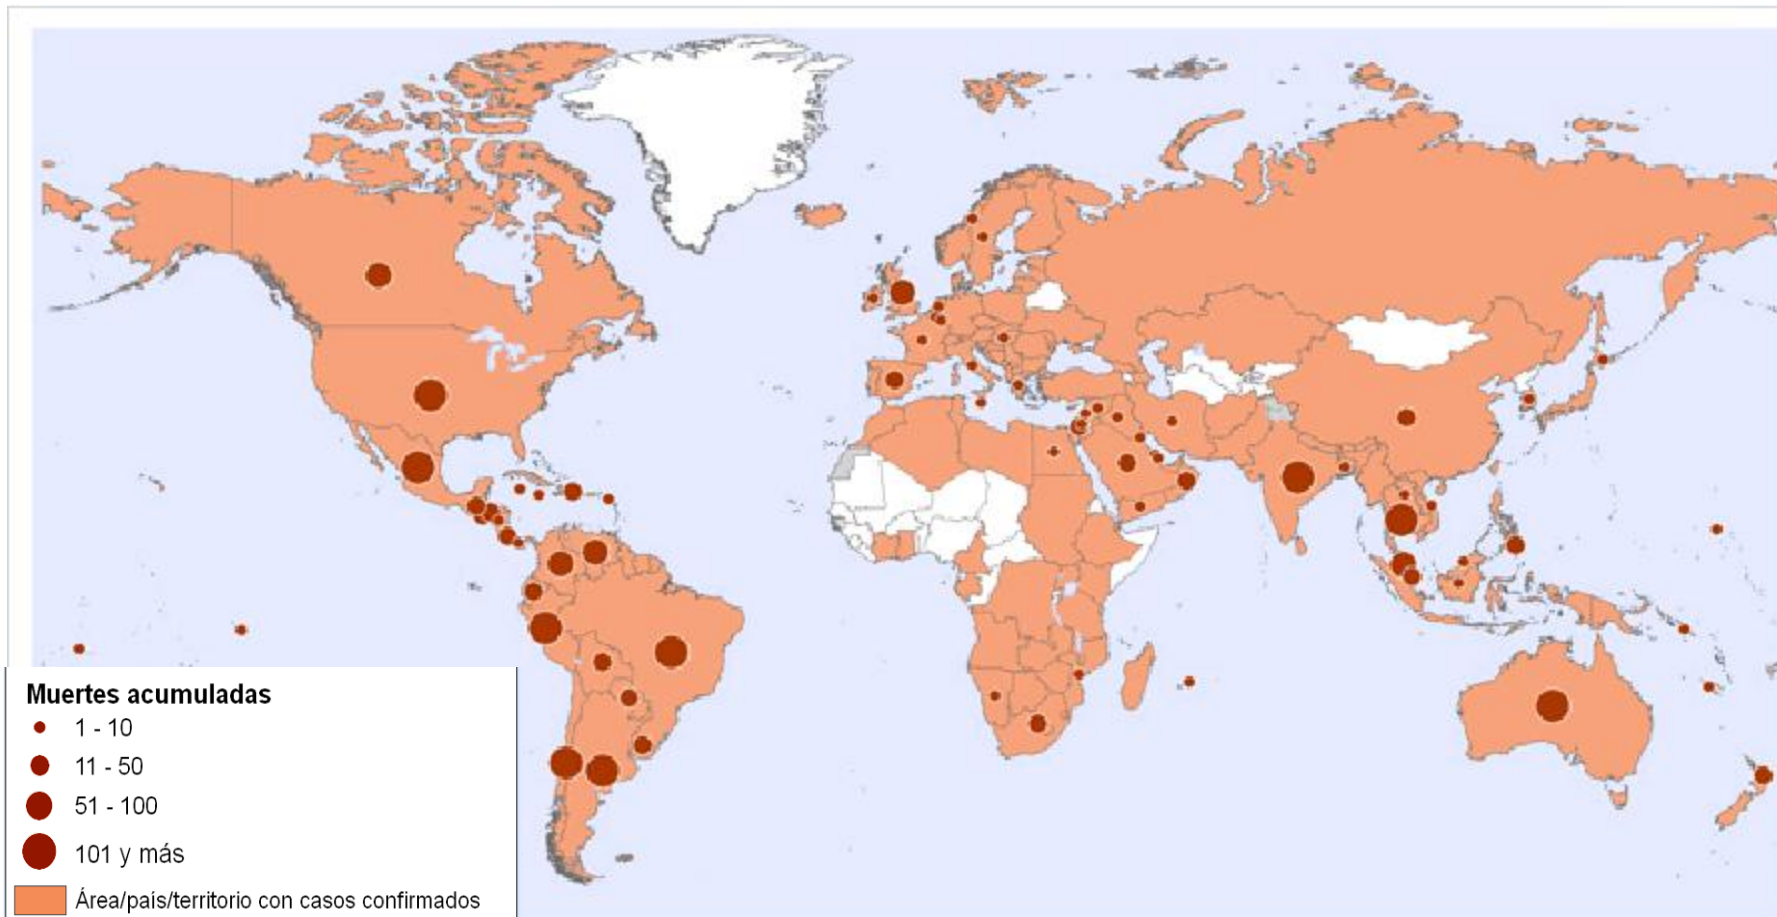 Muertes acumuladas
1 - 10
11 - 50
51 - 100
101 y más
Área/país/territorio con casos confirmados